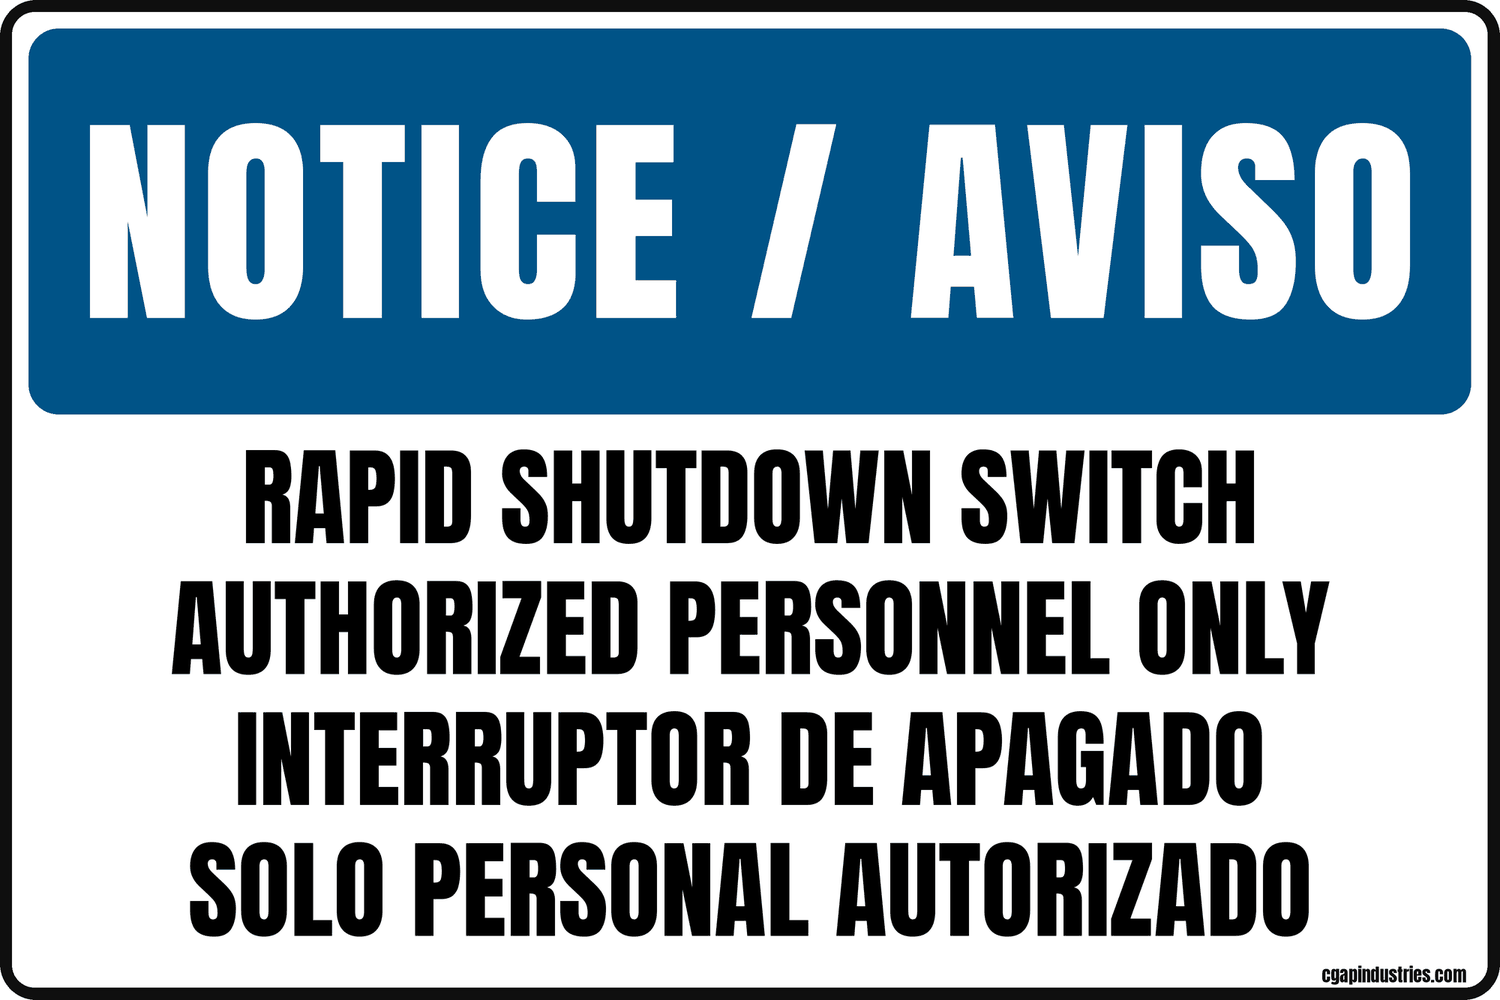 NOTICE / AVISO
RAPID SHUTDOWN SWITCH
AUTHORIZED PERSONNEL ONLY
INTERRUPTOR DE APAGADO
SOLO PERSONAL AUTORIZADO
cgapindustries.com